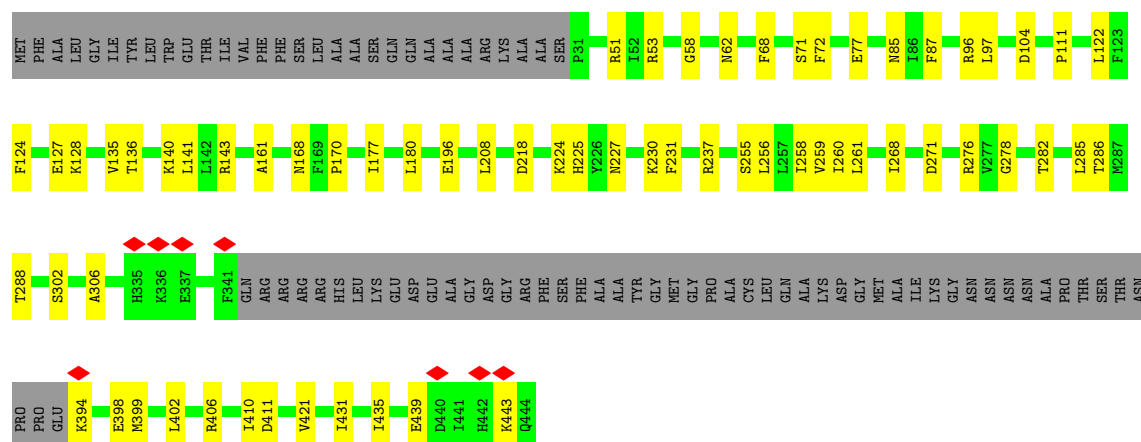 MET PHE ALA LEU GLY ILE TYR LEU TRP GLU THR ILE VAL PHE PHE SER LEU ALA ALA SER GLN GLN ALA ALA ALA ARG LYS ALA ALA SER P31 R51 I52 R53 G58 N62 F68 S71 F72 E77 N85 I86 F87 R96 L97 D104 P111 L122 F123
F124 E127 K128 V135 T136 K140 L141 L142 R143 A161 N168 F169 P170 I177 L180 E196 L208 D218 K224 H225 Y226 N227 K230 F231 R237 S255 L256 L257 I258 V259 I260 L261 I268 D271 R276 V277 G278 T282 L285 T286 M287
T288 S302 A306 H335 K336 E337 F341 GLN ARG ARG ARG ARG HIS LEU LYS GLU ASP GLU ALA GLY ASP GLY ARG PHE SER PHE ALA ALA TYR GLY MET GLY PRO ALA CYS LEU GLN ALA LYS ASP GLY MET ALA ILE LYS GLY ASN ASN ASN ASN ALA PRO THR SER THR ASN
PRO PRO GLU K394 E398 M399 L402 R406 I410 D411 V421 I431 I435 E439 D440 I441 H442 K443 Q444